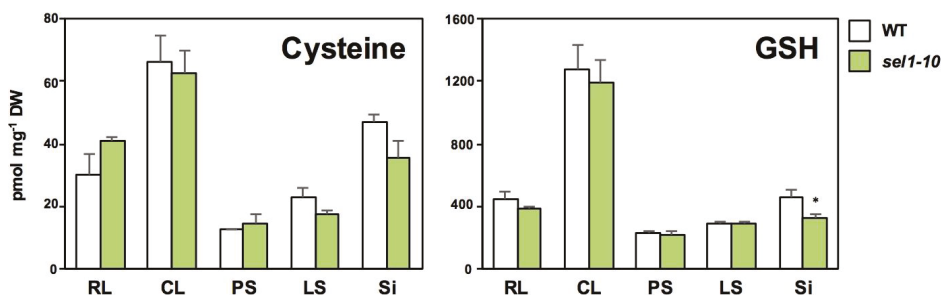 Cysteine
GSH
WT
sel1-10
pmol mg⁻¹ DW
80
60
40
20
0
RL CL PS LS Si
1600
1200
800
400
0
*
RL CL PS LS Si